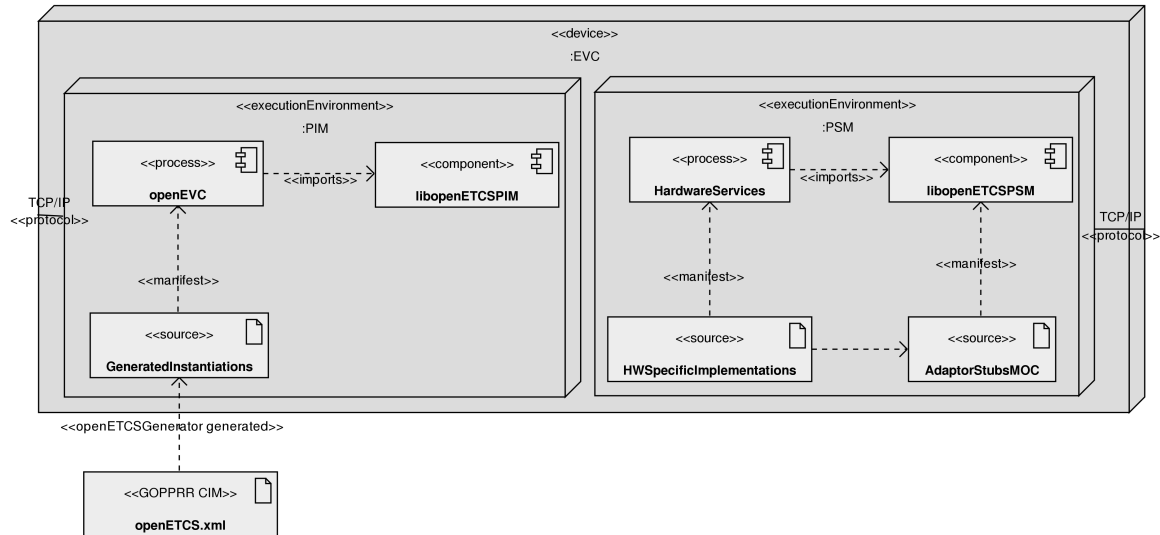 <<device>>
:EVC
<<executionEnvironment>>
:PIM
<<process>>
openEVC
<<imports>>
<<component>>
libopenETCSPIM
TCP/IP
<<protocol>>
<<manifest>>
<<source>>
GeneratedInstantiations
<<executionEnvironment>>
:PSM
<<process>>
HardwareServices
<<imports>>
<<component>>
libopenETCSPSM
TCP/IP
<<protocol>>
<<manifest>>
<<manifest>>
<<source>>
HWSpecificImplementations
<<source>>
AdaptorStubsMOC
<<openETCSGenerator generated>>
<<GOPPRR CIM>>
openETCS.xml